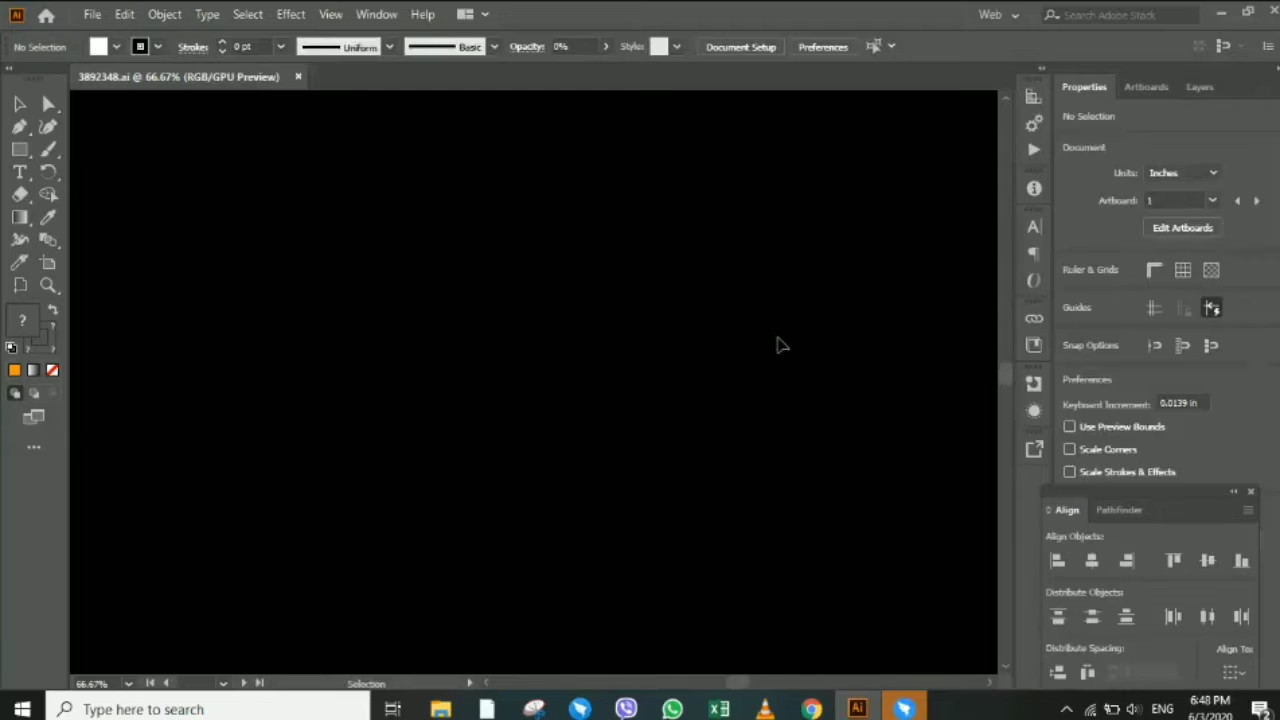 Ai File Edit Object Type Select Effect View Window Help Web Search Adobe Stock
No Selection Stroke: 0 pt Uniform Basic Opacity: 0% Style: Document Setup Preferences
3892348.ai @ 66.67% (RGB/GPU Preview) ×
Properties Artboards Layers
No Selection
Document
Units: Inches
Artboard: 1
Edit Artboards
Ruler & Grids
Guides
Snap Options
Preferences
Keyboard Increment: 0.0139 in
Use Preview Bounds
Scale Corners
Scale Strokes & Effects
Align Pathfinder
Align Objects:
Distribute Objects:
Distribute Spacing: Align To:
66.67% Selection
Type here to search
ENG
6:48 PM
6/3/2020